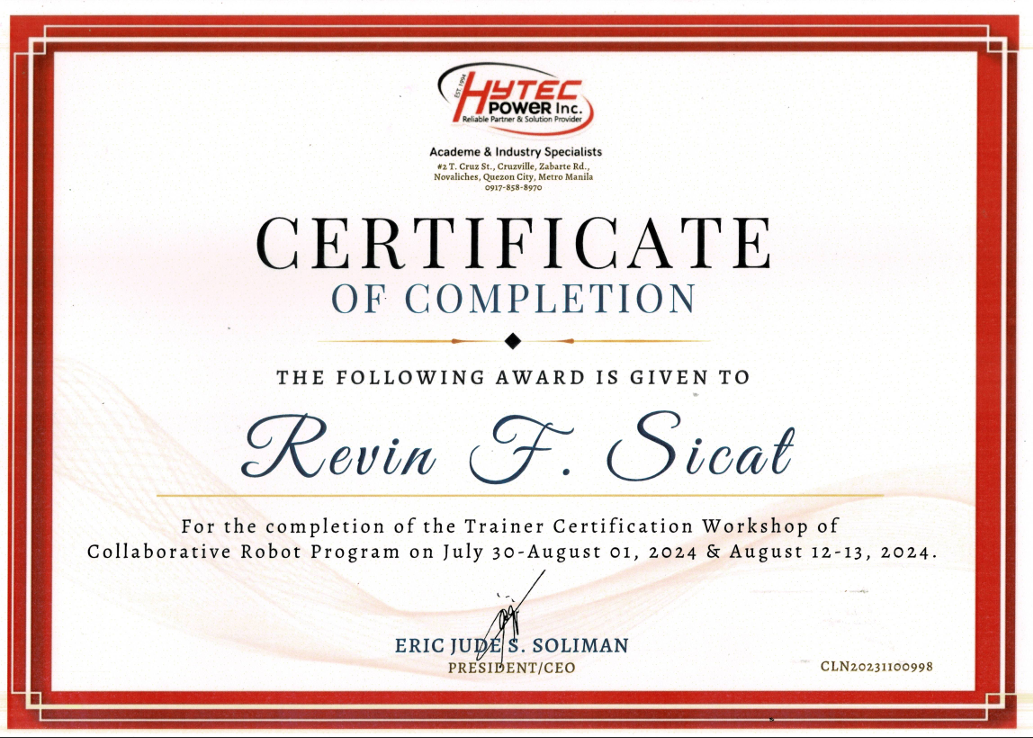 EST. 1994
HYTEC
POWER Inc.
Reliable Partner & Solution Provider
Academe & Industry Specialists
#2 T. Cruz St., Cruzville, Zabarte Rd.,
Novaliches, Quezon City, Metro Manila
0917-858-8970
CERTIFICATE
OF COMPLETION
THE FOLLOWING AWARD IS GIVEN TO
Revin F. Sicat
For the completion of the Trainer Certification Workshop of
Collaborative Robot Program on July 30-August 01, 2024 & August 12-13, 2024.
ERIC JUDE S. SOLIMAN
PRESIDENT/CEO
CLN20231100998